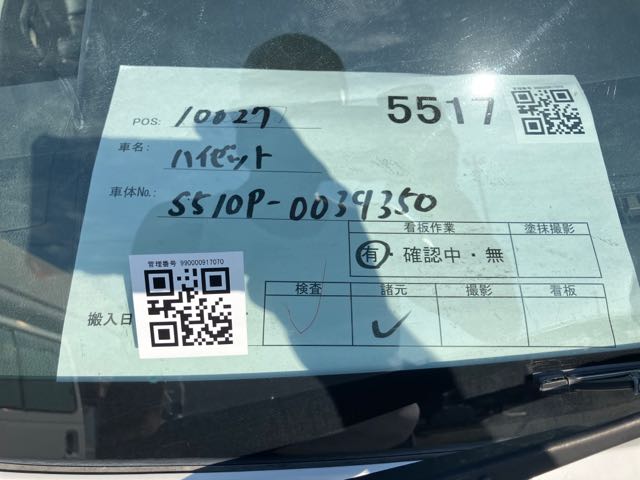 POS: 10027
5517
車名: ハイゼット
車体No.: S510P-0039350
看板作業 塗抹撮影
有・確認中・無
管理番号 990000917070
検査 諸元 撮影 看板
搬入日